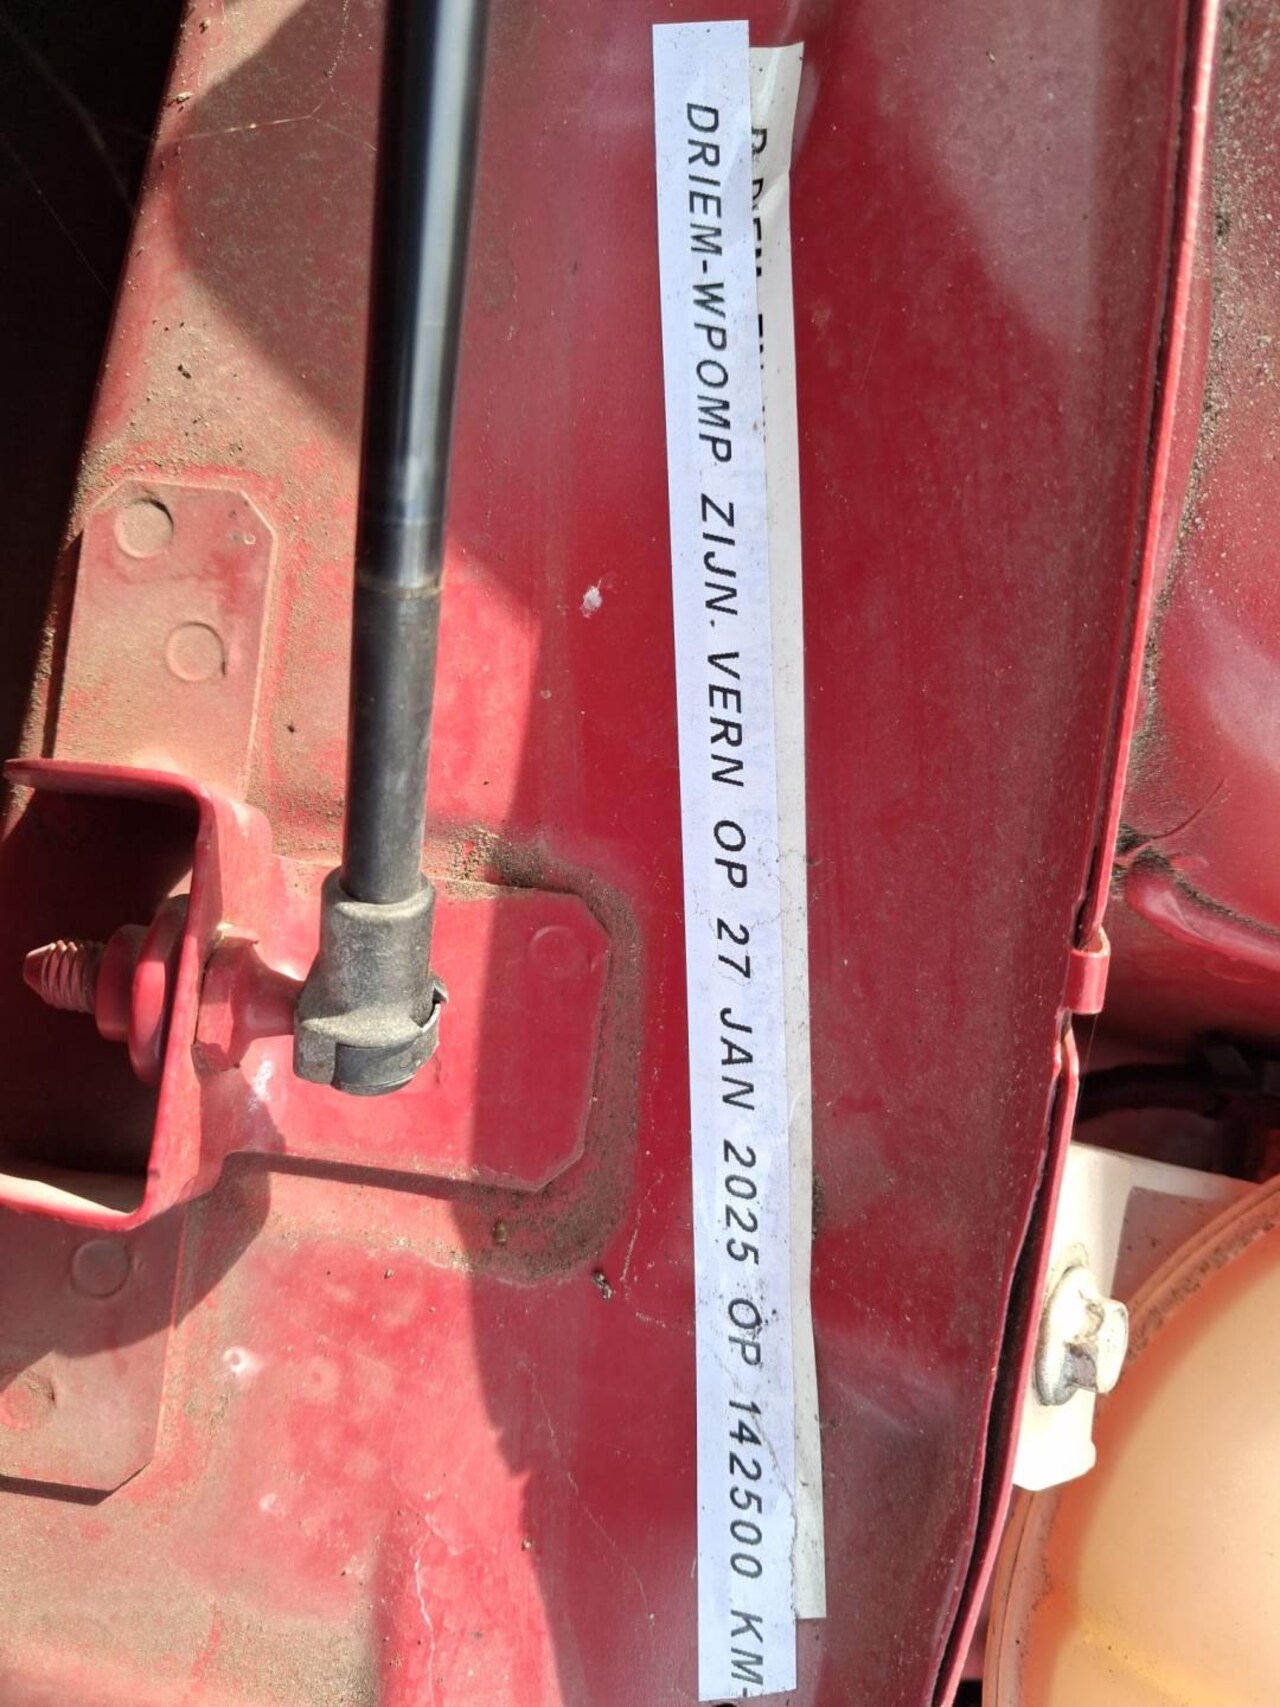 DRIEM-WPOMP ZIJN. VERN OP 27 JAN 2025 OP 142500 KM-